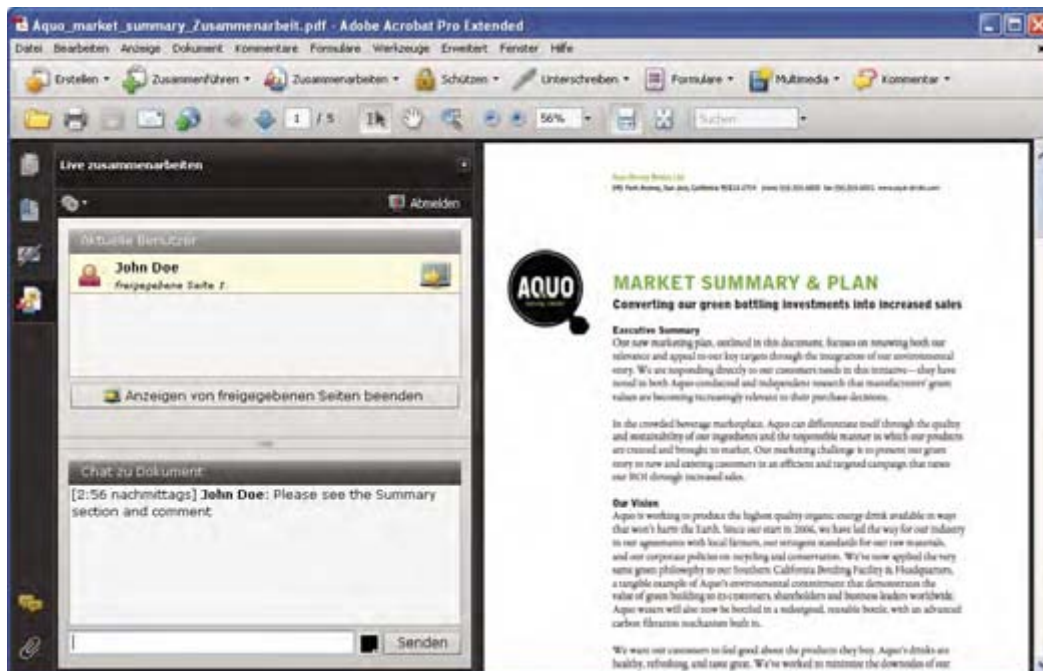 Aquo_market_summary_Zusammenarbeit.pdf - Adobe Acrobat Pro Extended
Datei Bearbeiten Anzeige Dokument Kommentare Formulare Werkzeuge Erweitert Fenster Hilfe
Erstellen Zusammenführen Zusammenarbeiten Schützen Unterschreiben Formulare Multimedia Kommentar
1 / 5 56% Suchen
Live zusammenarbeiten
Abmelden
Aktuelle Benutzer
John Doe
freigegebene Seite 1.
Anzeigen von freigegebenen Seiten beenden
Chat zu Dokument
[2:56 nachmittags] John Doe: Please see the Summary
section and comment
Senden
AQUO
MARKET SUMMARY & PLAN
Converting our green bottling investments into increased sales
Executive Summary
Our new marketing plan, outlined in this document, focuses on renewing both our
relevance and appeal to our key targets through the integration of our environmental
story. We are responding directly to our customers needs in this initiative—they have
noted in both Aquo conducted and independent research that manufacturers' green
values are becoming increasingly relevant to their purchase decisions.
In the crowded beverage marketplace, Aquo can differentiate itself through the quality
and sustainability of our ingredients and the responsible manner in which our products
are created and brought to market. Our marketing challenge is to present our green
story to new and existing customers in an efficient and targeted campaign that raises
our ROI through increased sales.
Our Vision
Aquo is working to produce the highest quality organic energy drink available in ways
that won't harm the Earth. Since our start in 2006, we have led the way for our industry
in our agreements with local farmers, our stringent standards for our raw materials,
and our corporate policies on recycling and conservation. We've now applied the very
same green philosophy to our Southern California Bottling Facility & Headquarters,
a tangible example of Aquo's environmental commitment that demonstrates the
value of green building to its customers, shareholders and business leaders worldwide.
Aquo waters will also now be bottled in a redesigned, reusable bottle, with an advanced
carbon filtration mechanism built in.
We want our customers to feel good about the products they buy. Aquo's drinks are
healthy, refreshing, and taste great. We've worked to minimize the downsides of our